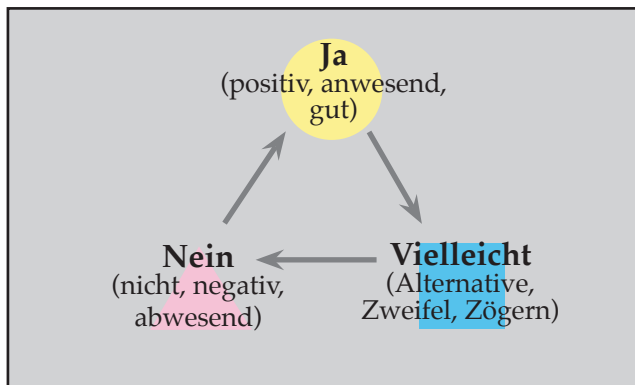 Ja
(positiv, anwesend,
gut)
Nein
(nicht, negativ,
abwesend)
Vielleicht
(Alternative,
Zweifel, Zögern)